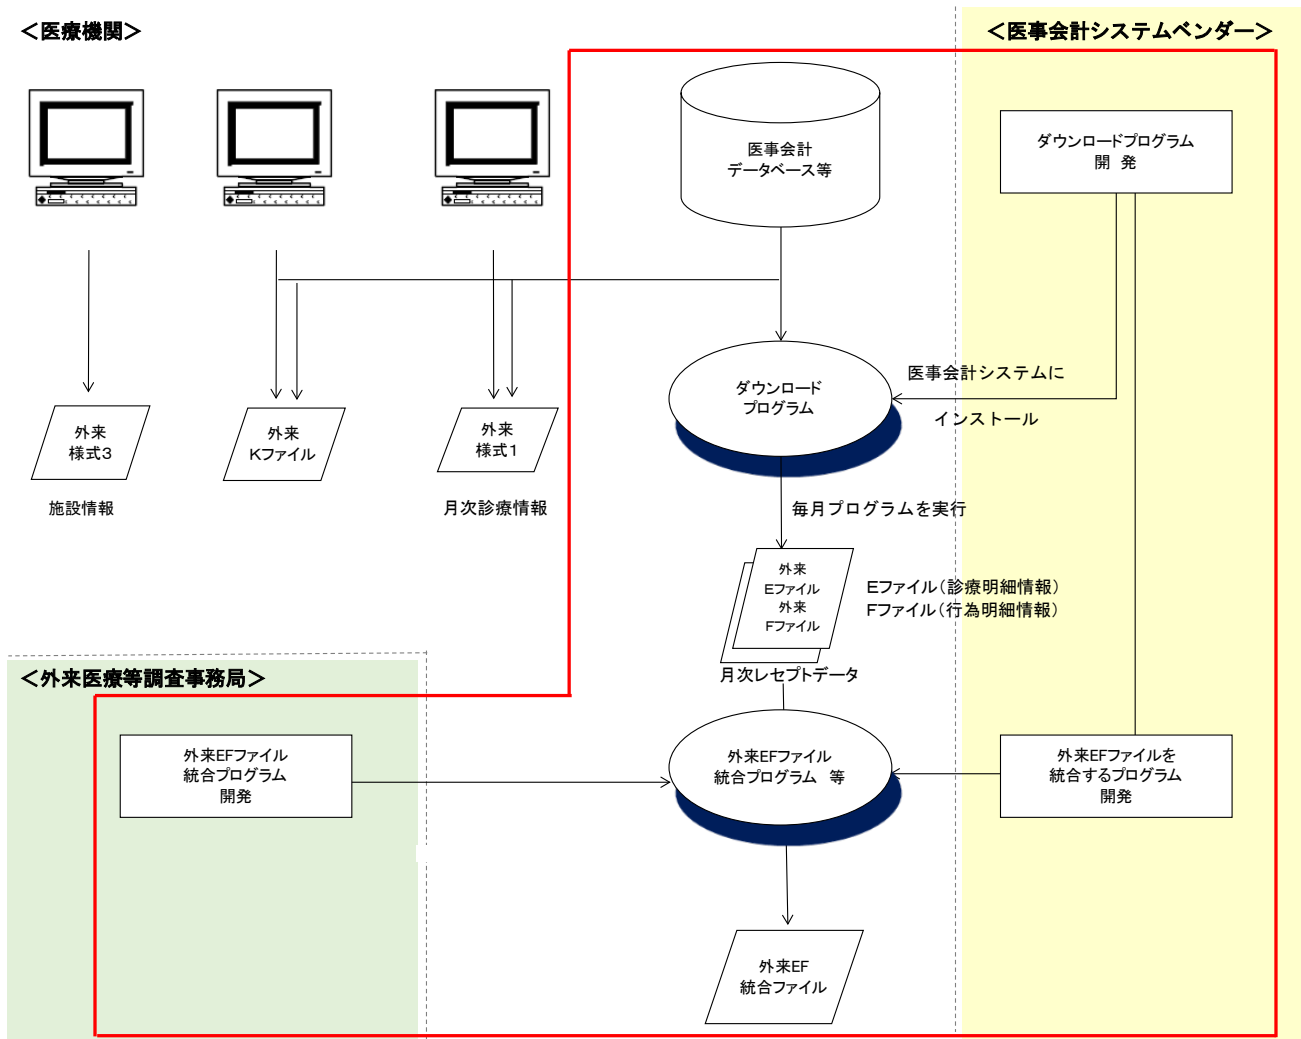 ＜医療機関＞
＜医事会計システムベンダー＞
医事会計
データベース等
ダウンロードプログラム
開 発
医事会計システムに
インストール
ダウンロード
プログラム
外来
様式３
外来
Ｋファイル
外来
様式１
施設情報
月次診療情報
毎月プログラムを実行
外来
Ｅファイル
外来
Ｆファイル
Ｅファイル（診療明細情報）
Ｆファイル（行為明細情報）
月次レセプトデータ
＜外来医療等調査事務局＞
外来EFファイル
統合プログラム
開発
外来EFファイル
統合プログラム 等
外来EFファイルを
統合するプログラム
開発
外来EF
統合ファイル